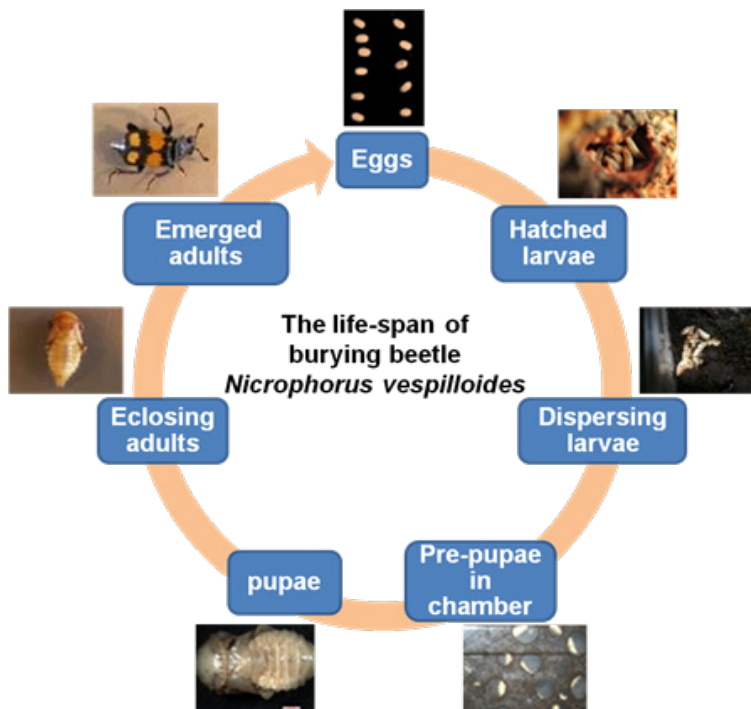 Eggs
Hatched
larvae
Dispersing
larvae
Pre-pupae
in
chamber
pupae
Eclosing
adults
Emerged
adults
The life-span of
burying beetle
Nicrophorus vespilloides